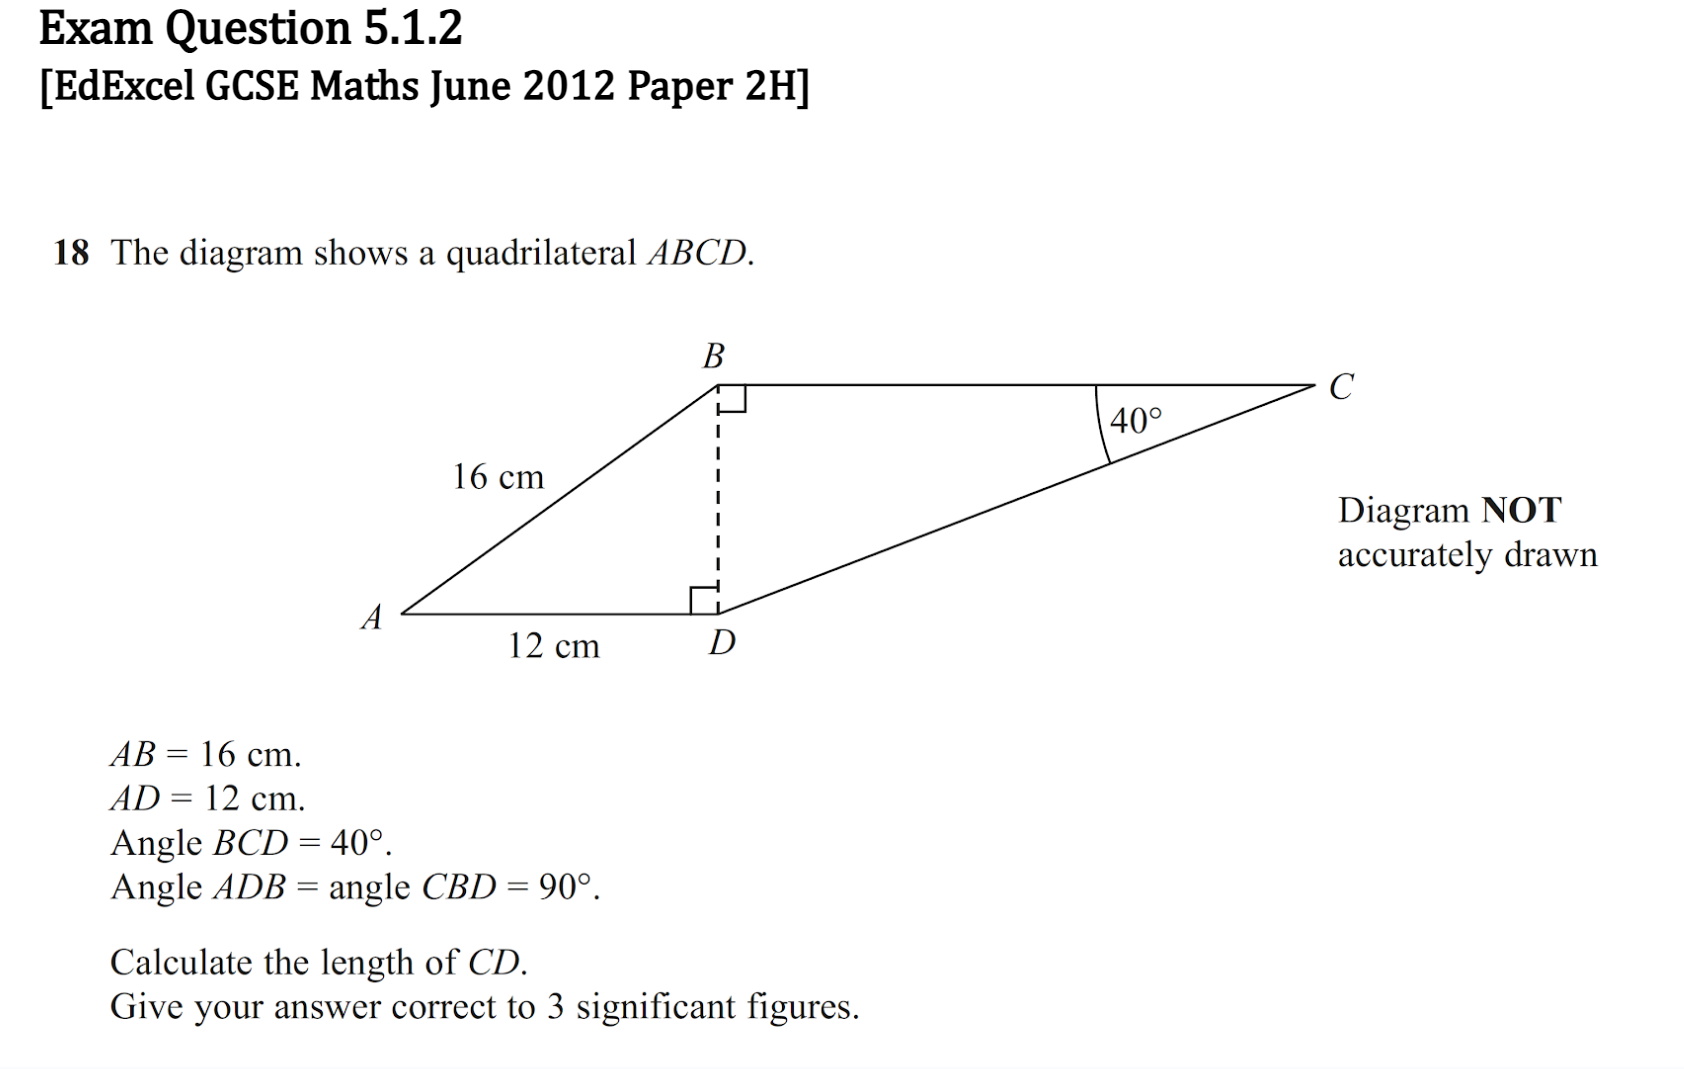 Exam Question 5.1.2
[EdExcel GCSE Maths June 2012 Paper 2H]
18 The diagram shows a quadrilateral ABCD.
B
C
40°
16 cm
Diagram NOT
accurately drawn
A
12 cm
D
AB = 16 cm.
AD = 12 cm.
Angle BCD = 40°.
Angle ADB = angle CBD = 90°.
Calculate the length of CD.
Give your answer correct to 3 significant figures.